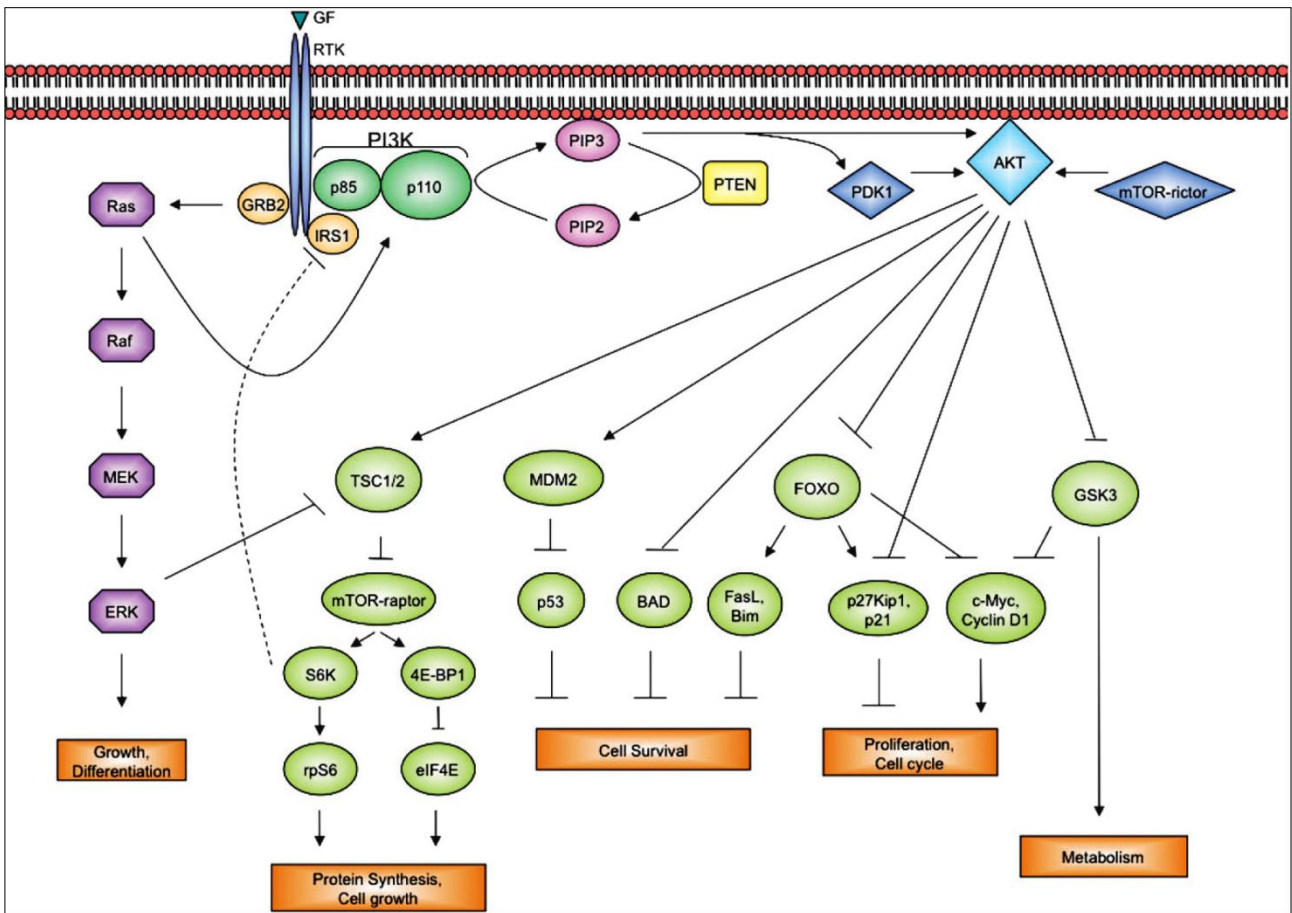 GF
RTK
PI3K
PIP3
AKT
p85
p110
PTEN
PDK1
mTOR-rictor
Ras
GRB2
IRS1
PIP2
Raf
MEK
TSC1/2
MDM2
FOXO
GSK3
ERK
mTOR-raptor
p53
BAD
FasL,
Bim
p27Kip1,
p21
c-Myc,
Cyclin D1
S6K
4E-BP1
Growth,
Differentiation
rpS6
eIF4E
Cell Survival
Proliferation,
Cell cycle
Metabolism
Protein Synthesis,
Cell growth